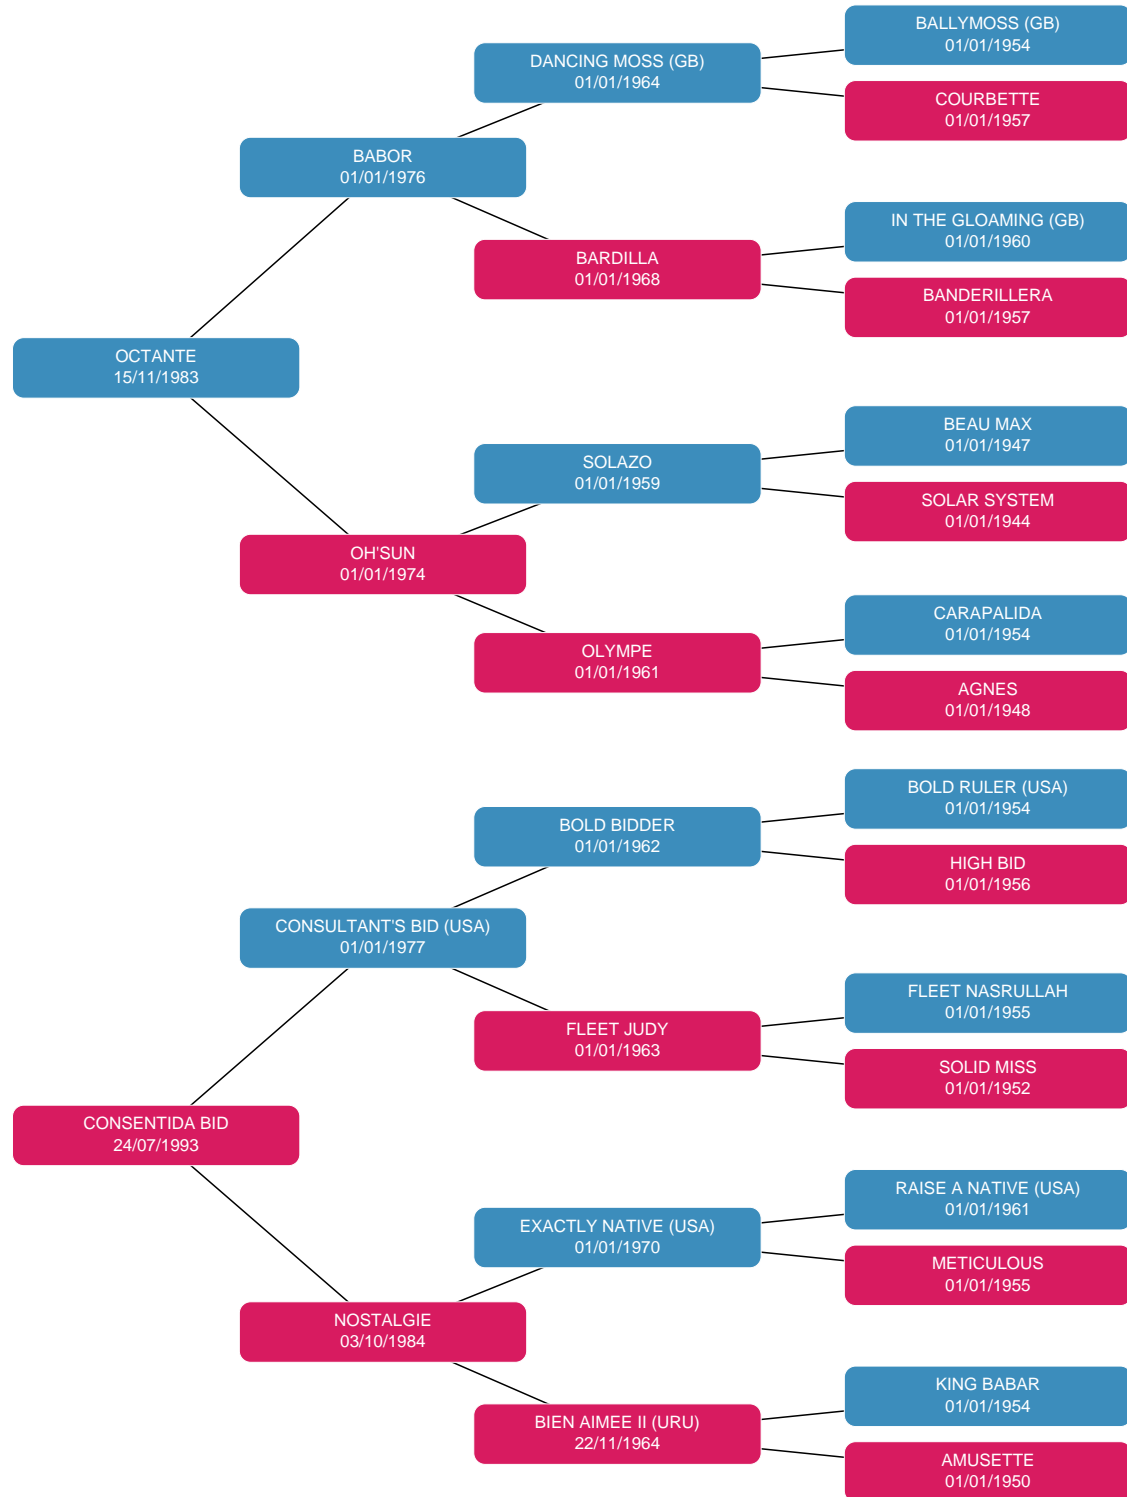 BALLYMOSS (GB)
01/01/1954
DANCING MOSS (GB)
01/01/1964
COURBETTE
01/01/1957
BABOR
01/01/1976
IN THE GLOAMING (GB)
01/01/1960
BARDILLA
01/01/1968
BANDERILLERA
01/01/1957
OCTANTE
15/11/1983
BEAU MAX
01/01/1947
SOLAZO
01/01/1959
SOLAR SYSTEM
01/01/1944
OH'SUN
01/01/1974
CARAPALIDA
01/01/1954
OLYMPE
01/01/1961
AGNES
01/01/1948
BOLD RULER (USA)
01/01/1954
BOLD BIDDER
01/01/1962
HIGH BID
01/01/1956
CONSULTANT'S BID (USA)
01/01/1977
FLEET NASRULLAH
01/01/1955
FLEET JUDY
01/01/1963
SOLID MISS
01/01/1952
CONSENTIDA BID
24/07/1993
RAISE A NATIVE (USA)
01/01/1961
EXACTLY NATIVE (USA)
01/01/1970
METICULOUS
01/01/1955
NOSTALGIE
03/10/1984
KING BABAR
01/01/1954
BIEN AIMEE II (URU)
22/11/1964
AMUSETTE
01/01/1950